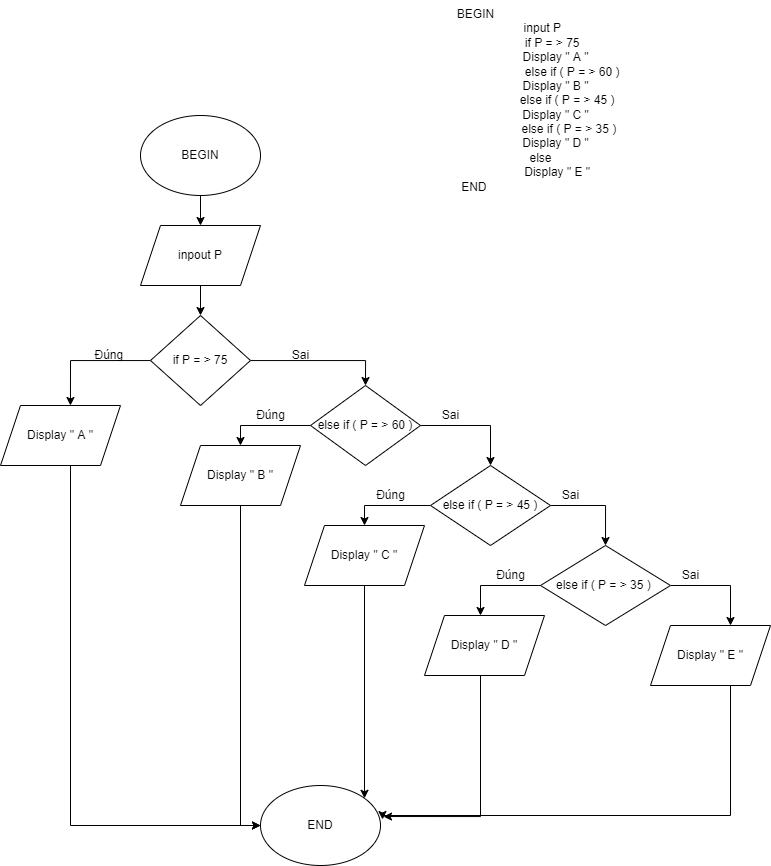 BEGIN
input P
if P = > 75
Display " A "
else if ( P = > 60 )
Display " B "
else if ( P = > 45 )
Display " C "
else if ( P = > 35 )
Display " D "
else
Display " E "
END
BEGIN
inpout P
if P = > 75
Đúng
Sai
Display " A "
else if ( P = > 60 )
Đúng
Sai
Display " B "
else if ( P = > 45 )
Đúng
Sai
Display " C "
else if ( P = > 35 )
Đúng
Sai
Display " D "
Display " E "
END